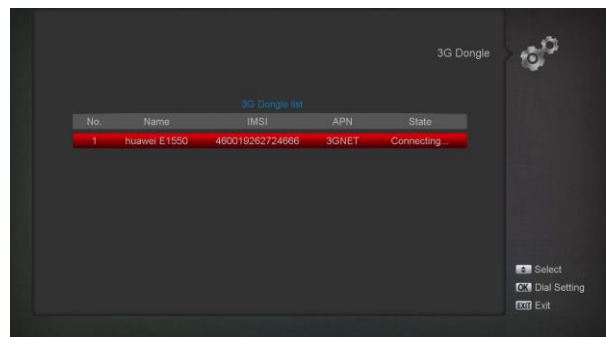 3G Dongle
3G Dongle list
No. Name IMSI APN State
1 huawei E1550 460019262724666 3GNET Connecting...
Select
OK Dial Setting
EXIT Exit